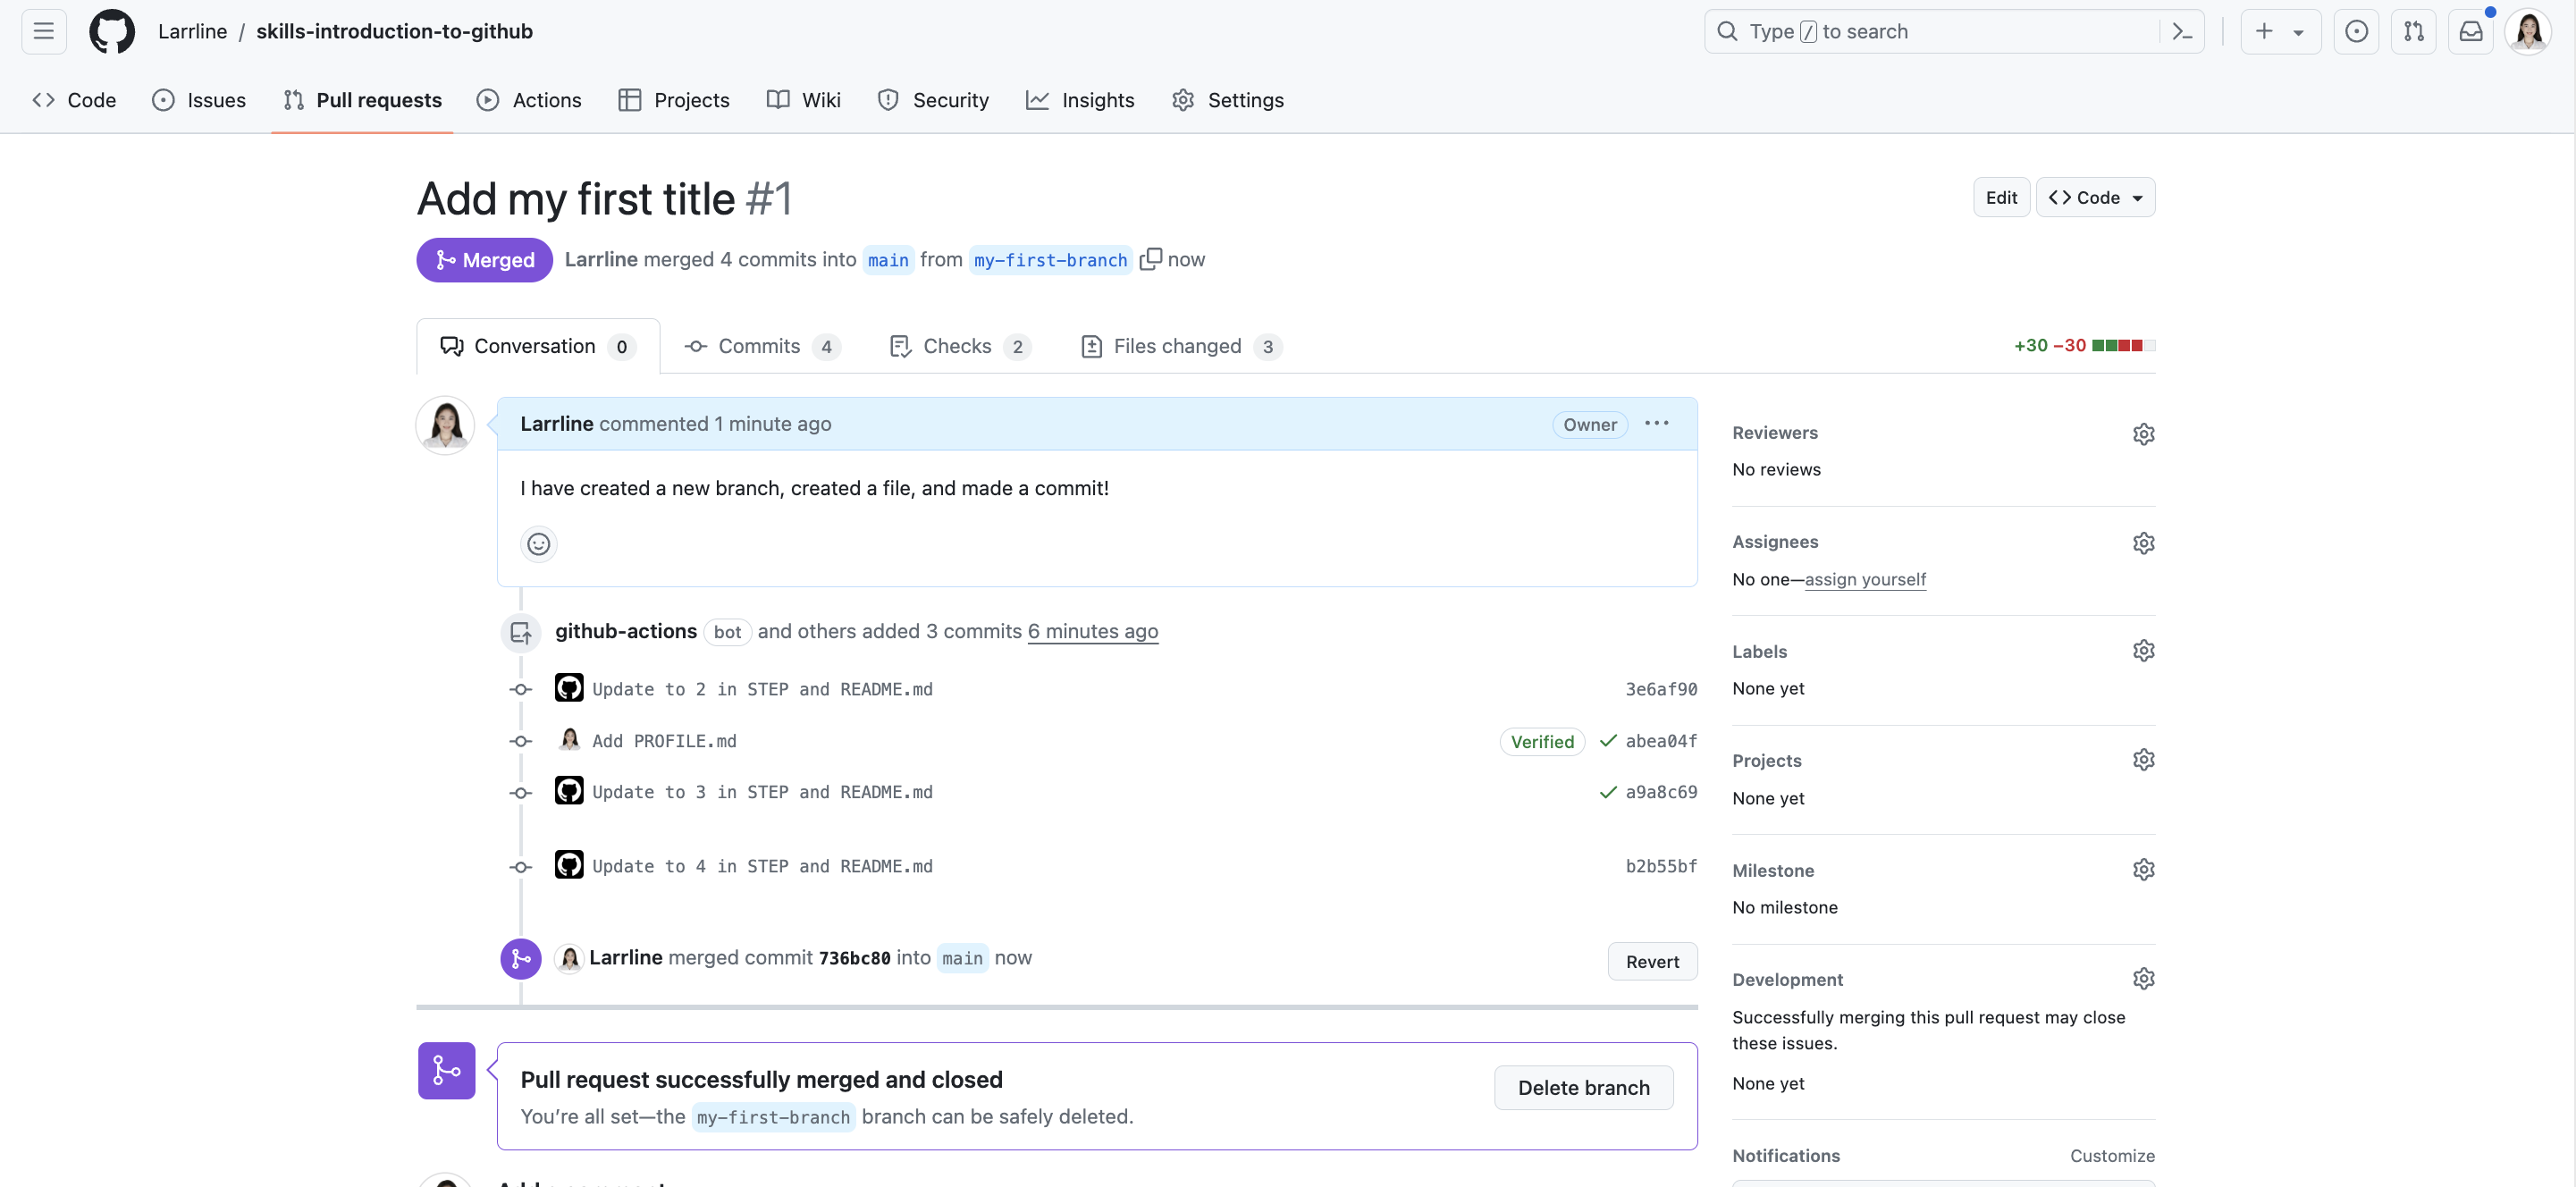 Larrline / skills-introduction-to-github
Type / to search
Code
Issues
Pull requests
Actions
Projects
Wiki
Security
Insights
Settings
Add my first title #1
Edit
Code
Merged
Larrline merged 4 commits into main from my-first-branch now
Conversation 0
Commits 4
Checks 2
Files changed 3
+30 −30
Larrline commented 1 minute ago
Owner
I have created a new branch, created a file, and made a commit!
github-actions bot and others added 3 commits 6 minutes ago
Update to 2 in STEP and README.md
3e6af90
Add PROFILE.md
Verified
abea04f
Update to 3 in STEP and README.md
a9a8c69
Update to 4 in STEP and README.md
b2b55bf
Larrline merged commit 736bc80 into main now
Revert
Pull request successfully merged and closed
You're all set—the my-first-branch branch can be safely deleted.
Delete branch
Reviewers
No reviews
Assignees
No one—assign yourself
Labels
None yet
Projects
None yet
Milestone
No milestone
Development
Successfully merging this pull request may close
these issues.
None yet
Notifications
Customize